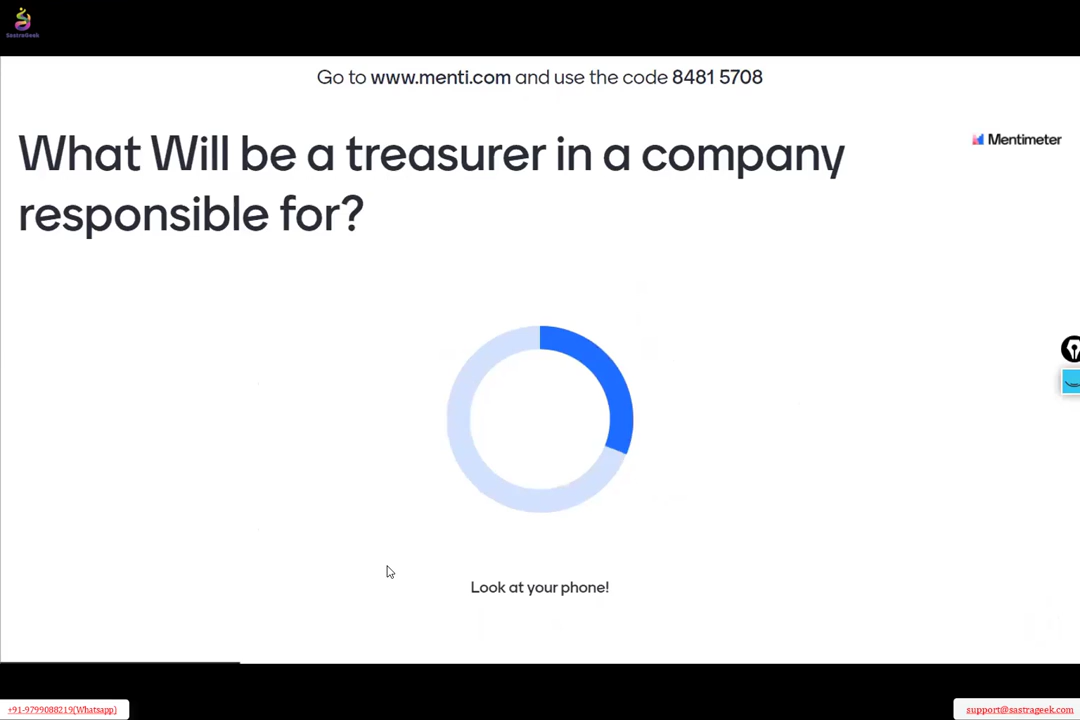 SastraGeek
Go to www.menti.com and use the code 8481 5708
What Will be a treasurer in a company
responsible for?
Mentimeter
Look at your phone!
+91-9799088219(Whatsapp)
support@sastrageek.com